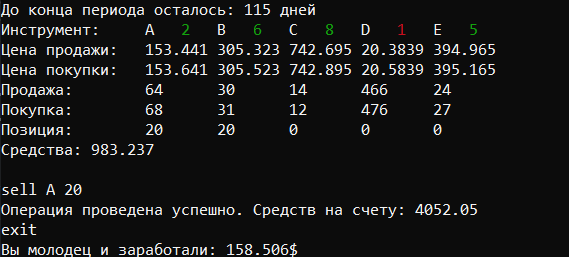 До конца периода осталось: 115 дней
Инструмент: A 2 B 6 C 8 D 1 E 5
Цена продажи: 153.441 305.323 742.695 20.3839 394.965
Цена покупки: 153.641 305.523 742.895 20.5839 395.165
Продажа: 64 30 14 466 24
Покупка: 68 31 12 476 27
Позиция: 20 20 0 0 0
Средства: 983.237
sell A 20
Операция проведена успешно. Средств на счету: 4052.05
exit
Вы молодец и заработали: 158.506$